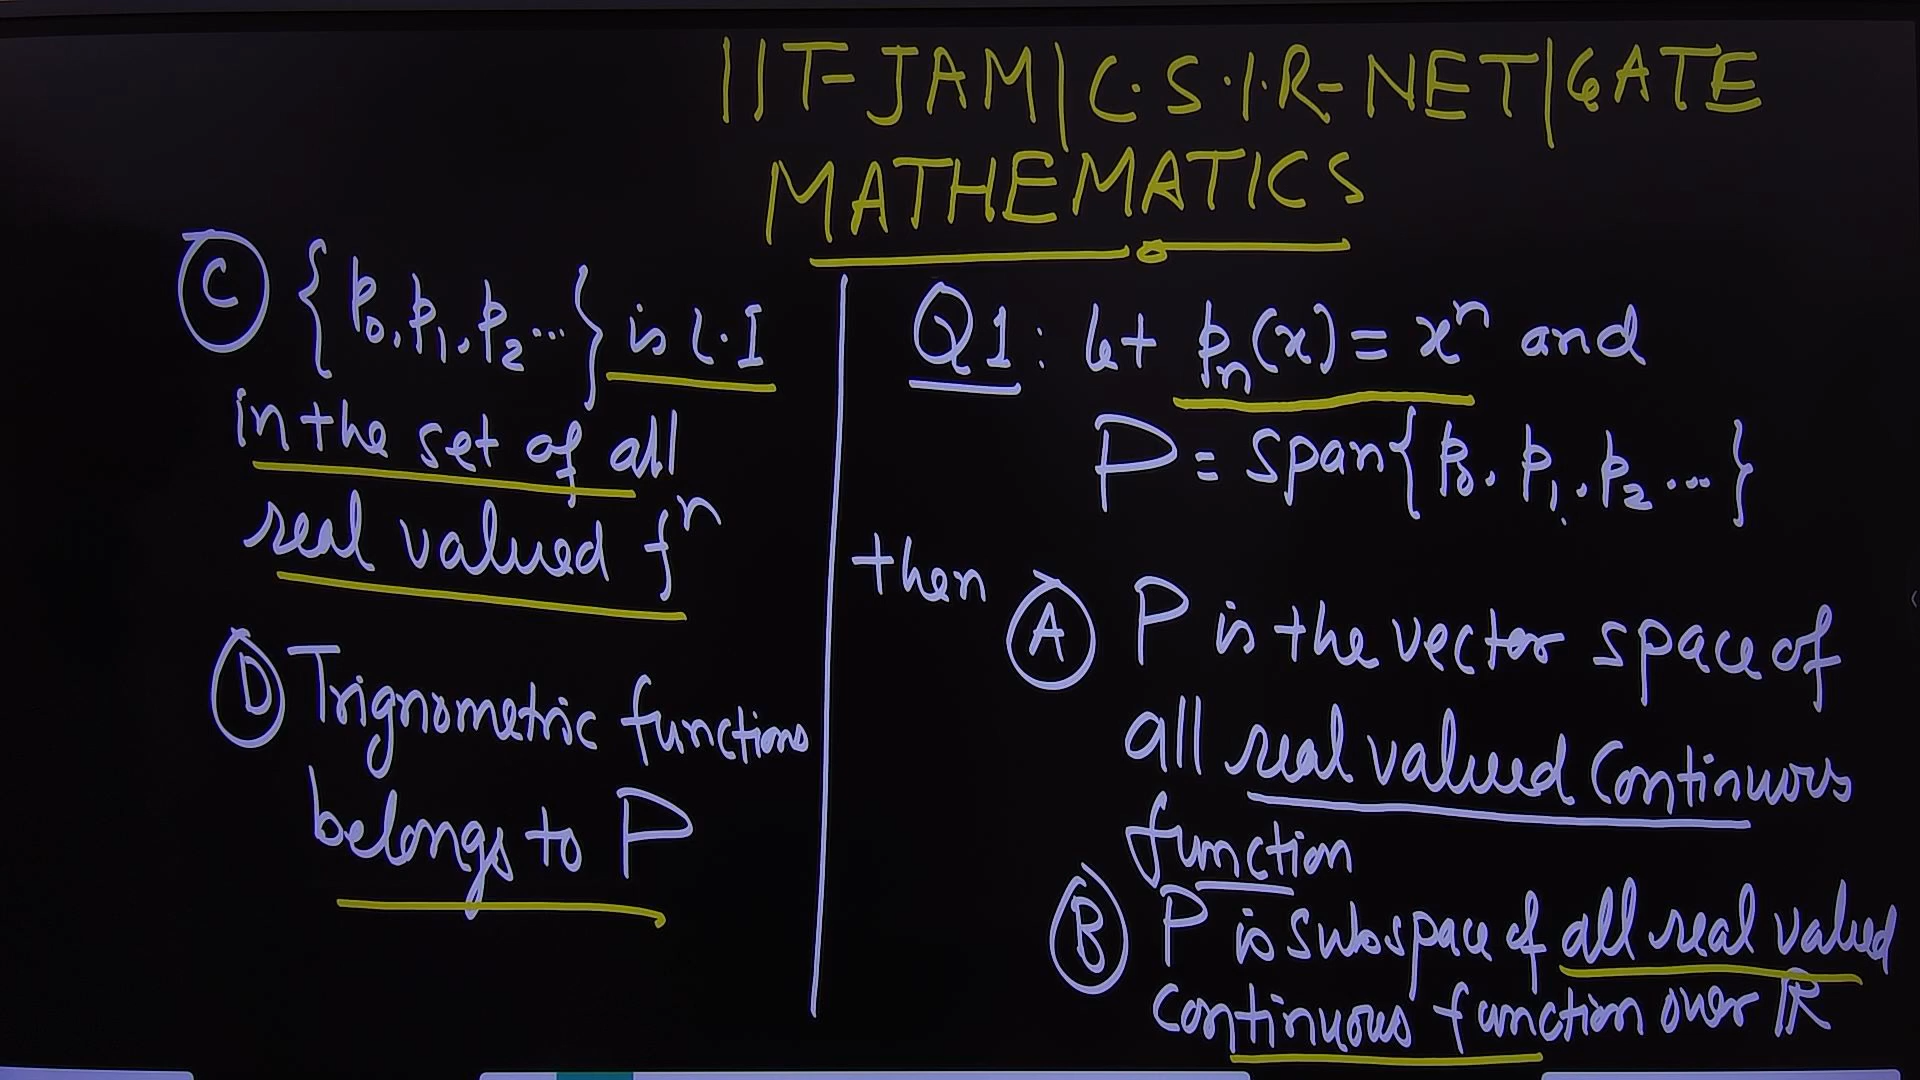 IIT-JAM|C.S.I.R-NET|GATE
MATHEMATICS
Q1: let pn(x) = xⁿ and
P = span{p₀, p₁, p₂ ...}
then
(A) P is the vector space of
all real valued continuous
function
(B) P is subspace of all real valued
continuous function over ℝ
(C) {p₀, p₁, p₂ ...} is L.I
in the set of all
real valued fⁿ
(D) Trignometric functions
belongs to P